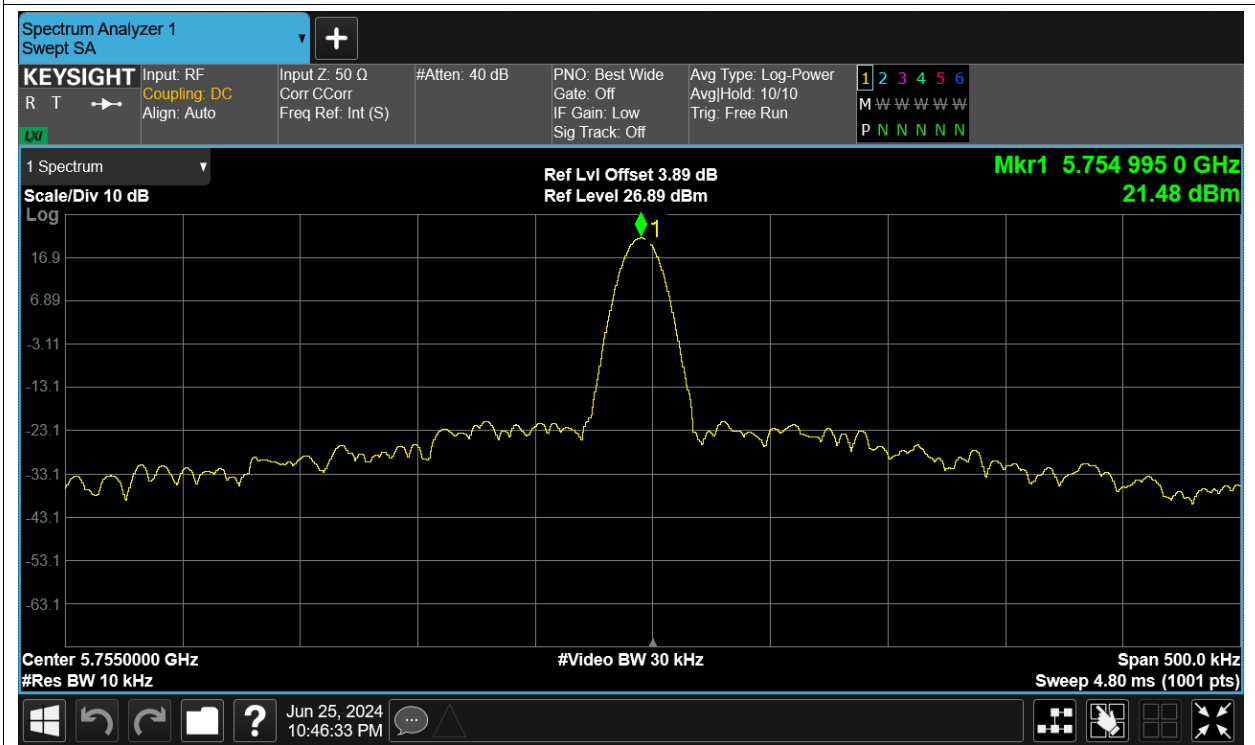 Spectrum Analyzer 1
Swept SA
KEYSIGHT
R T
LXI
Input: RF
Coupling: DC
Align: Auto
Input Z: 50 Ω
Corr CCorr
Freq Ref: Int (S)
#Atten: 40 dB
PNO: Best Wide
Gate: Off
IF Gain: Low
Sig Track: Off
Avg Type: Log-Power
Avg|Hold: 10/10
Trig: Free Run
1 2 3 4 5 6
M W W W W W
P N N N N N
1 Spectrum
Scale/Div 10 dB
Log
Ref Lvl Offset 3.89 dB
Ref Level 26.89 dBm
Mkr1 5.754 995 0 GHz
21.48 dBm
1
16.9
6.89
-3.11
-13.1
-23.1
-33.1
-43.1
-53.1
-63.1
Center 5.7550000 GHz
#Res BW 10 kHz
#Video BW 30 kHz
Span 500.0 kHz
Sweep 4.80 ms (1001 pts)
?
Jun 25, 2024
10:46:33 PM